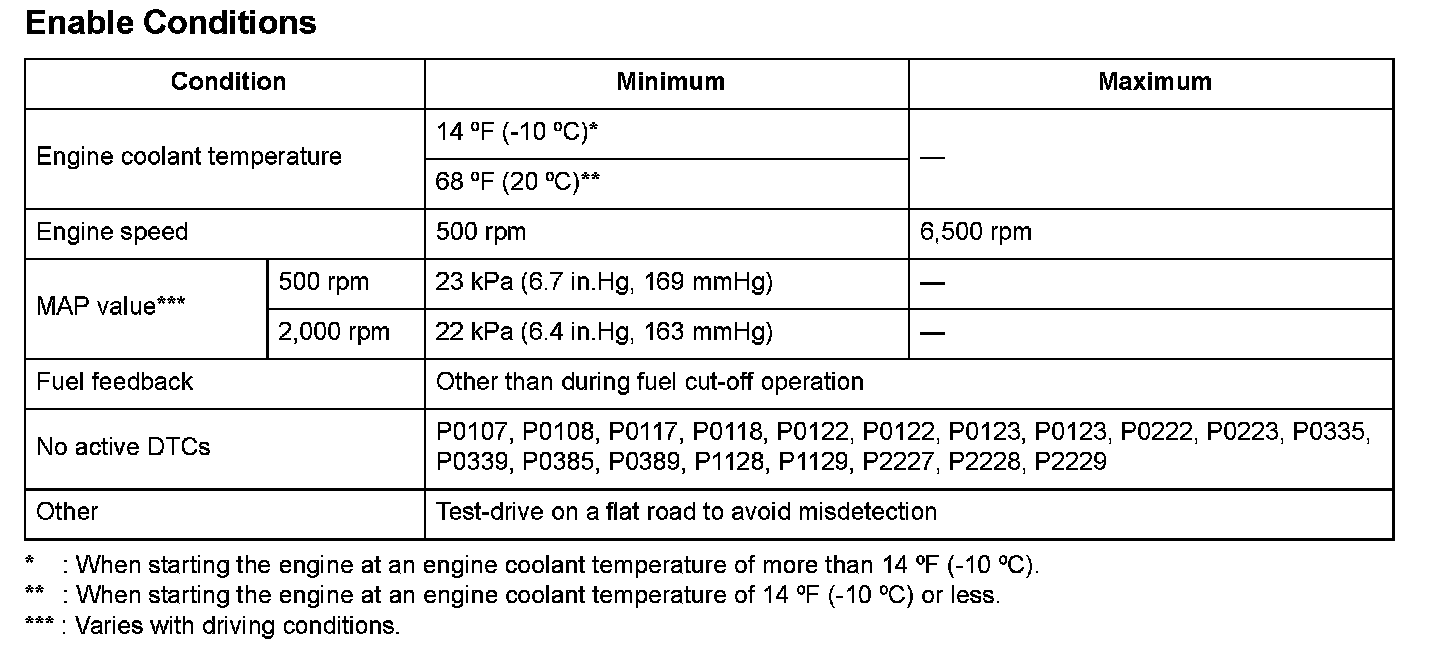 Enable Conditions
Condition Minimum Maximum
Engine coolant temperature
14 ºF (-10 ºC)*
68 ºF (20 ºC)**
—
Engine speed 500 rpm 6,500 rpm
MAP value***
500 rpm 23 kPa (6.7 in.Hg, 169 mmHg) —
2,000 rpm 22 kPa (6.4 in.Hg, 163 mmHg) —
Fuel feedback Other than during fuel cut-off operation
No active DTCs
P0107, P0108, P0117, P0118, P0122, P0122, P0123, P0123, P0222, P0223, P0335,
P0339, P0385, P0389, P1128, P1129, P2227, P2228, P2229
Other Test-drive on a flat road to avoid misdetection
* : When starting the engine at an engine coolant temperature of more than 14 ºF (-10 ºC).
** : When starting the engine at an engine coolant temperature of 14 ºF (-10 ºC) or less.
*** : Varies with driving conditions.